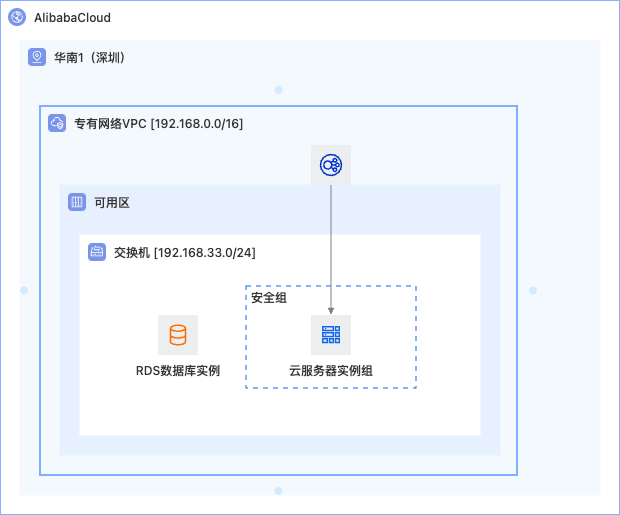 AlibabaCloud
华南1（深圳）
专有网络VPC [192.168.0.0/16]
可用区
交换机 [192.168.33.0/24]
安全组
RDS数据库实例
云服务器实例组